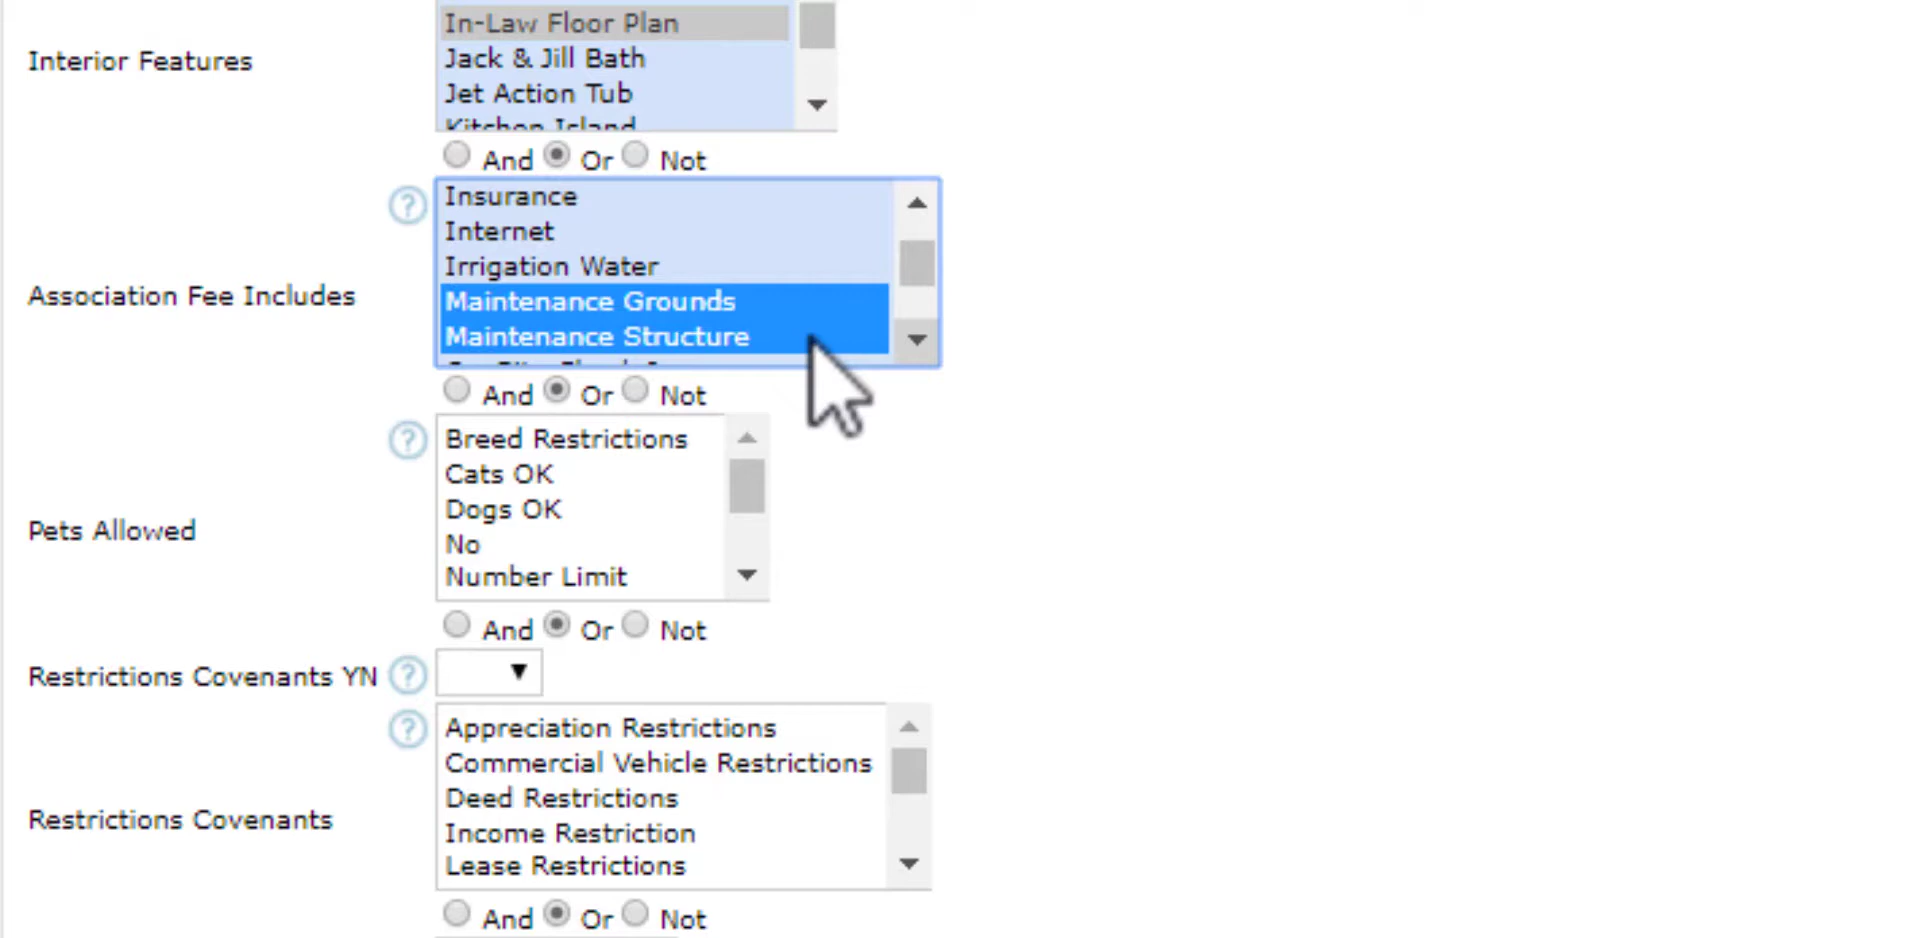 Interior Features
In-Law Floor Plan
Jack & Jill Bath
Jet Action Tub
Kitchen Island
And Or Not
Association Fee Includes
Insurance
Internet
Irrigation Water
Maintenance Grounds
Maintenance Structure
And Or Not
Pets Allowed
Breed Restrictions
Cats OK
Dogs OK
No
Number Limit
And Or Not
Restrictions Covenants YN
Restrictions Covenants
Appreciation Restrictions
Commercial Vehicle Restrictions
Deed Restrictions
Income Restriction
Lease Restrictions
And Or Not